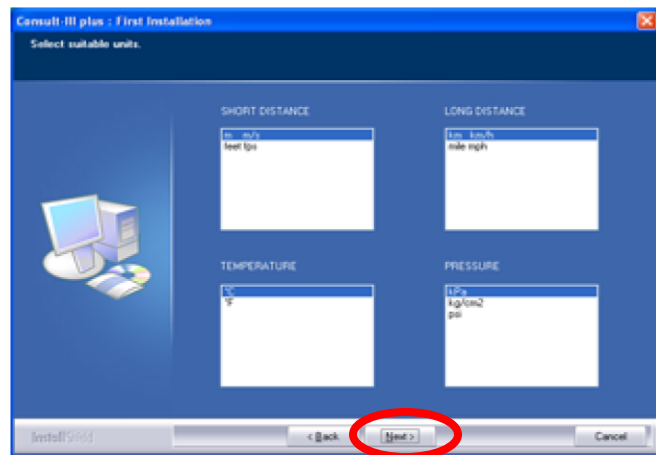 Consult-III plus : First Installation
Select suitable units.
SHORT DISTANCE
m m/s
feet fps
LONG DISTANCE
km km/h
mile mph
TEMPERATURE
°C
°F
PRESSURE
kPa
kg/cm2
psi
InstallShield
< Back
Next >
Cancel